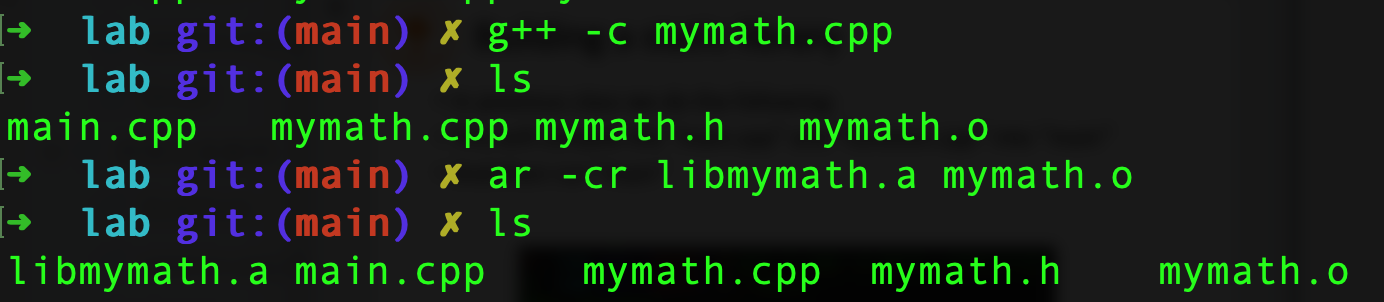 ➜ lab git:(main) ✗ g++ -c mymath.cpp
➜ lab git:(main) ✗ ls
main.cpp mymath.cpp mymath.h mymath.o
➜ lab git:(main) ✗ ar -cr libmymath.a mymath.o
➜ lab git:(main) ✗ ls
libmymath.a main.cpp mymath.cpp mymath.h mymath.o